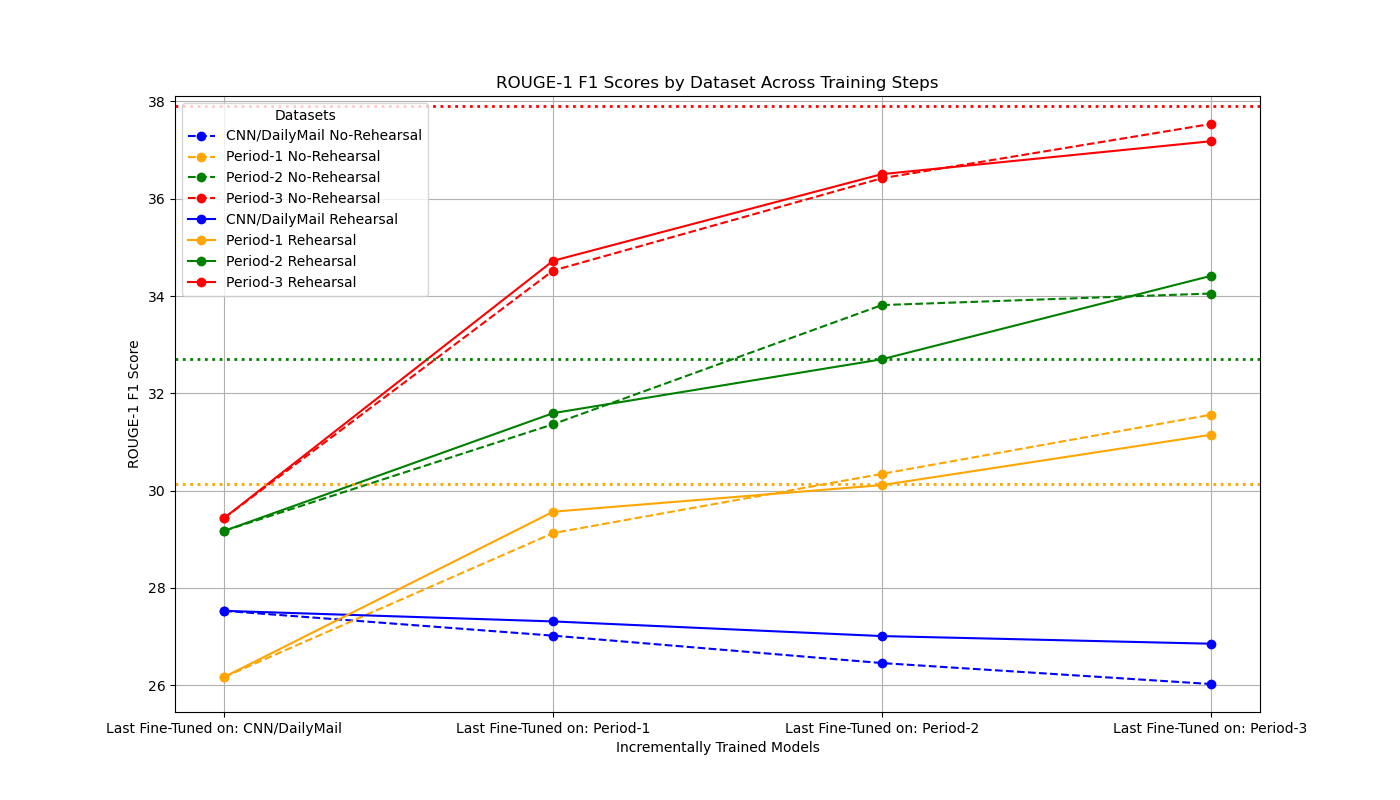 ROUGE-1 F1 Scores by Dataset Across Training Steps
38
36
34
32
30
28
26
ROUGE-1 F1 Score
Datasets
CNN/DailyMail No-Rehearsal
Period-1 No-Rehearsal
Period-2 No-Rehearsal
Period-3 No-Rehearsal
CNN/DailyMail Rehearsal
Period-1 Rehearsal
Period-2 Rehearsal
Period-3 Rehearsal
Last Fine-Tuned on: CNN/DailyMail
Last Fine-Tuned on: Period-1
Last Fine-Tuned on: Period-2
Last Fine-Tuned on: Period-3
Incrementally Trained Models